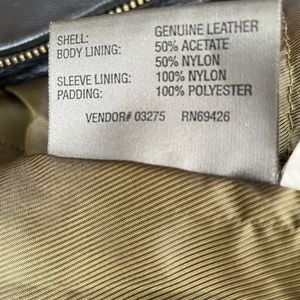 SHELL: GENUINE LEATHER
BODY LINING: 50% ACETATE
50% NYLON
SLEEVE LINING: 100% NYLON
PADDING: 100% POLYESTER
VENDOR# 03275 RN69426